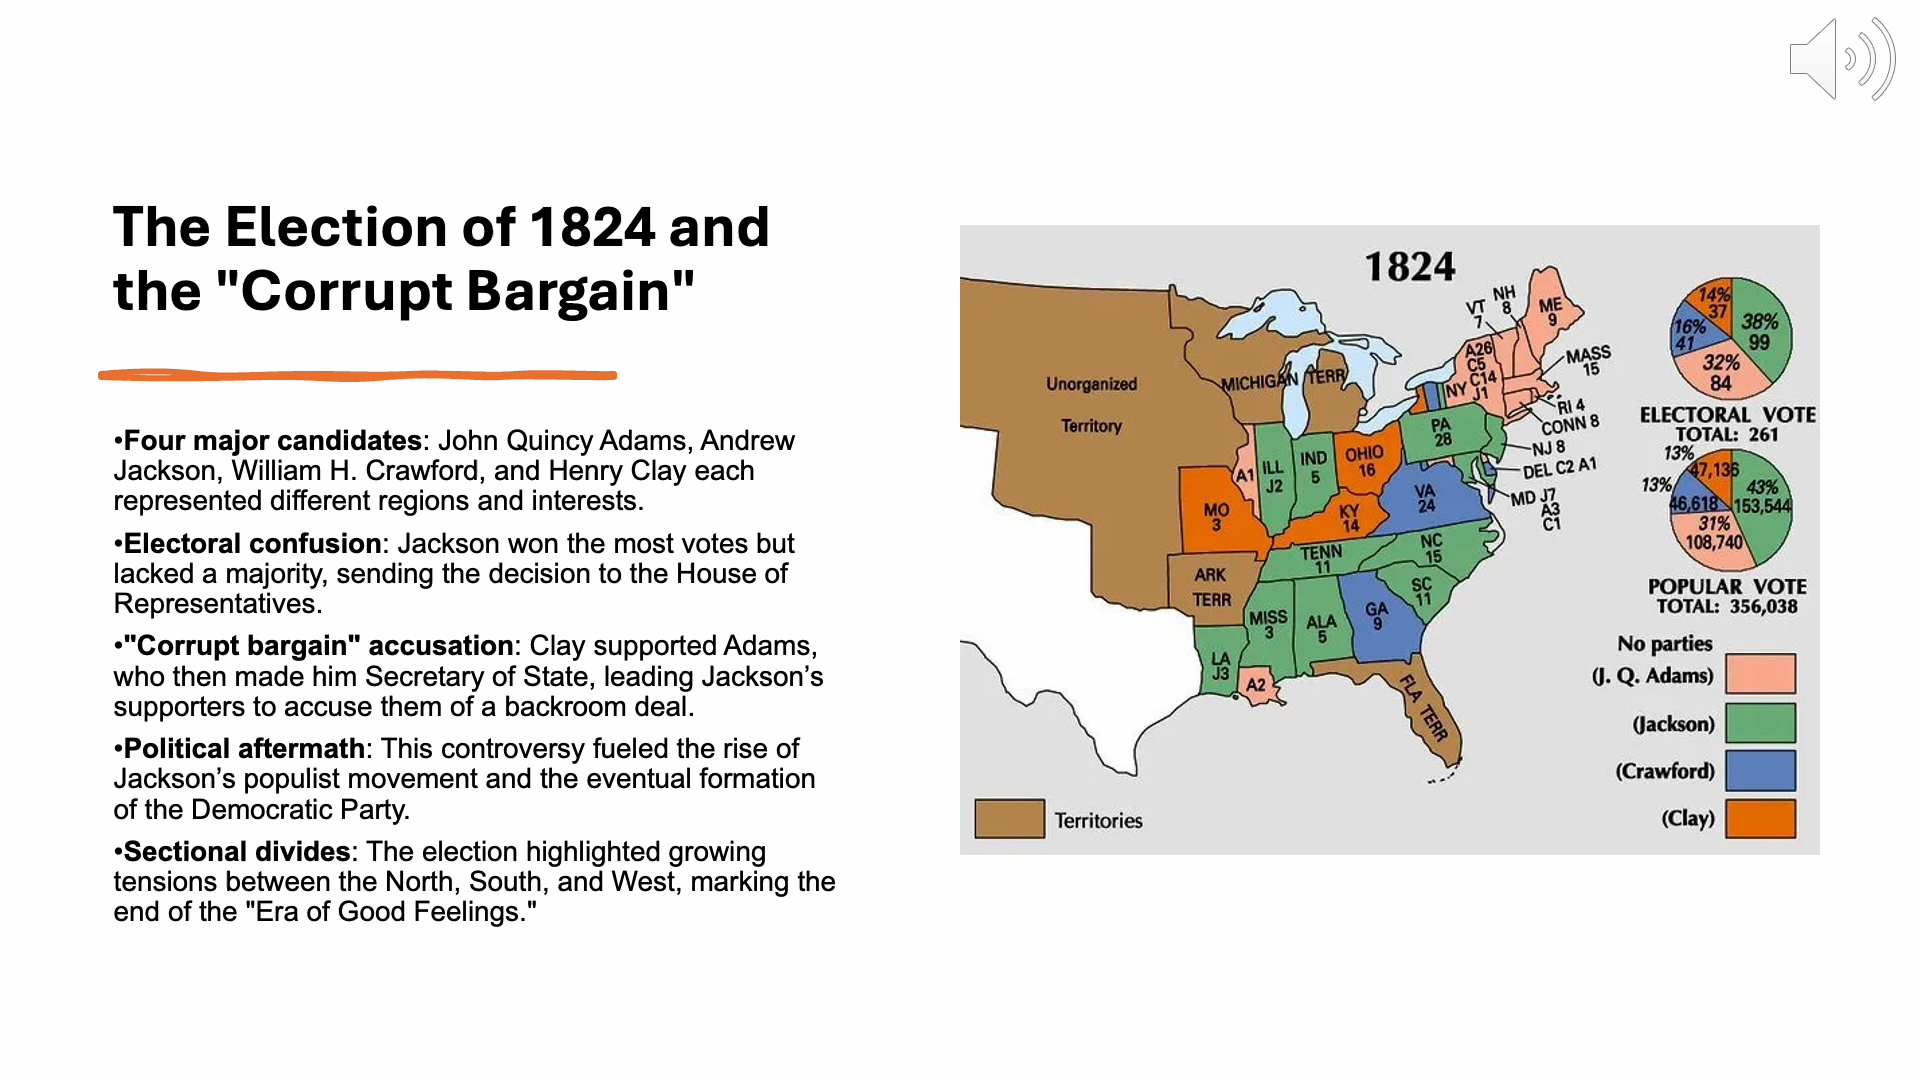 The Election of 1824 and
the "Corrupt Bargain"
•Four major candidates: John Quincy Adams, Andrew
Jackson, William H. Crawford, and Henry Clay each
represented different regions and interests.
•Electoral confusion: Jackson won the most votes but
lacked a majority, sending the decision to the House of
Representatives.
•"Corrupt bargain" accusation: Clay supported Adams,
who then made him Secretary of State, leading Jackson’s
supporters to accuse them of a backroom deal.
•Political aftermath: This controversy fueled the rise of
Jackson’s populist movement and the eventual formation
of the Democratic Party.
•Sectional divides: The election highlighted growing
tensions between the North, South, and West, marking the
end of the "Era of Good Feelings."
1824
Unorganized
Territory
MICHIGAN TERR
VT
7
NH
8
ME
9
MASS
15
A26
C5
NY C14
J1
RI 4
CONN 8
NJ 8
DEL C2 A1
MD J7
A3
C1
PA
28
OHIO
16
IND
5
ILL
J2
A1
MO
3
KY
14
VA
24
NC
15
TENN
11
SC
11
ARK
TERR
MISS
3
ALA
5
GA
9
LA
J3
A2
FLA TERR
14%
37
38%
99
16%
41
32%
84
ELECTORAL VOTE
TOTAL: 261
13%
47,136
43%
153,544
13%
46,618
31%
108,740
POPULAR VOTE
TOTAL: 356,038
No parties
(J. Q. Adams)
(Jackson)
(Crawford)
(Clay)
Territories